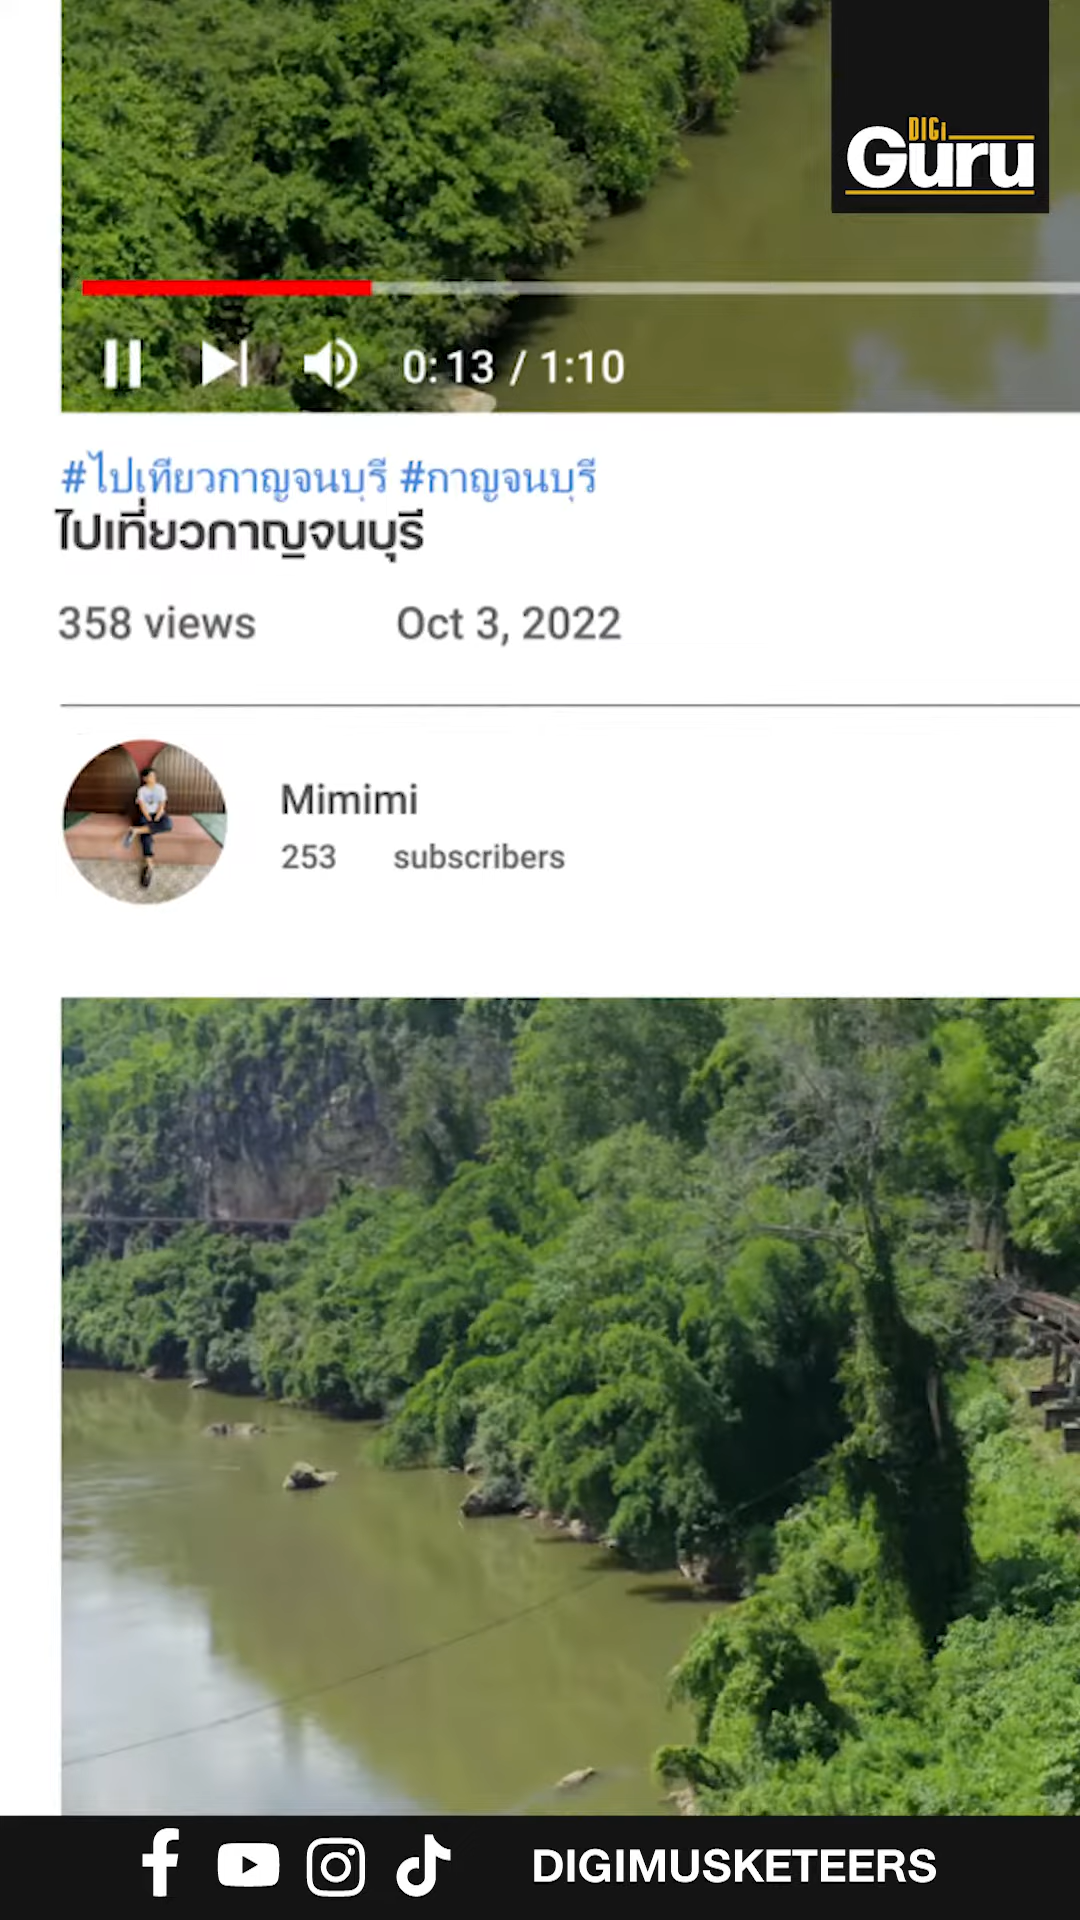 DIGi
Guru
0:13 / 1:10
#ไปเทียวกาญจนบุรี #กาญจนบุรี
ไปเที่ยวกาญจนบุรี
358 views Oct 3, 2022
Mimimi
253 subscribers
DIGIMUSKETEERS